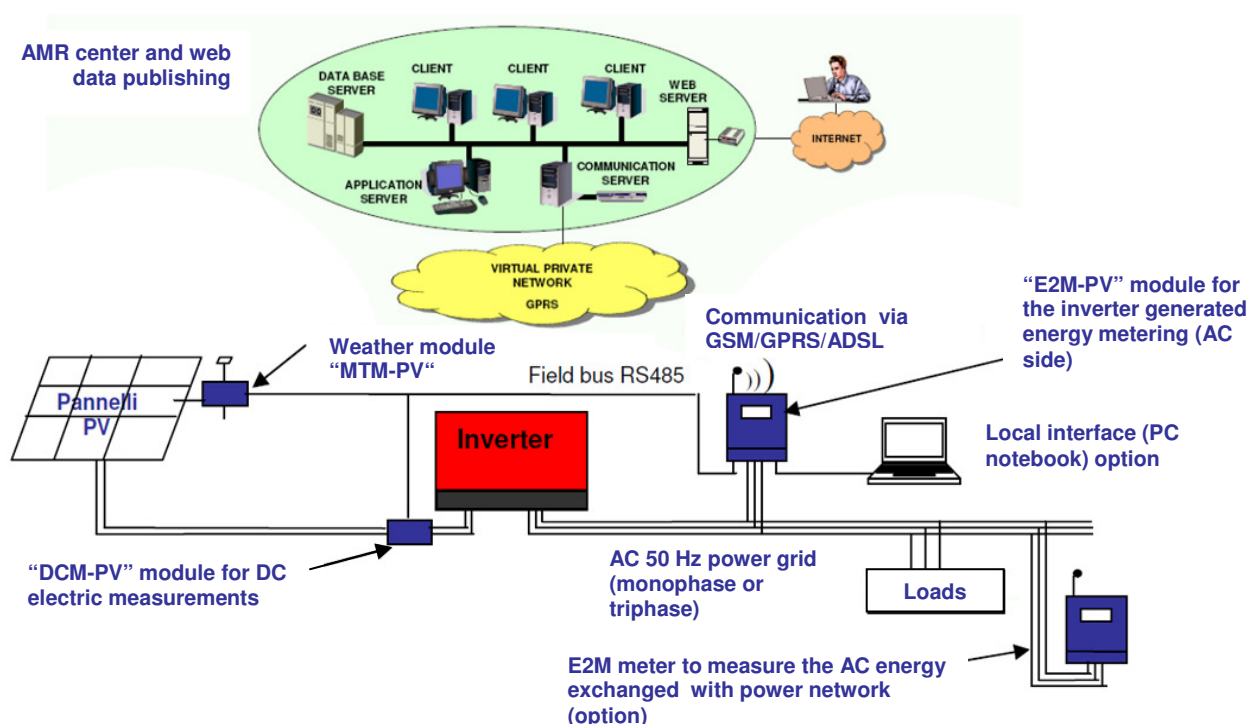 AMR center and web
data publishing
DATA BASE
SERVER
CLIENT
CLIENT
CLIENT
WEB
SERVER
INTERNET
APPLICATION
SERVER
COMMUNICATION
SERVER
VIRTUAL PRIVATE
NETWORK
GPRS
“E2M-PV” module for
the inverter generated
energy metering (AC
side)
Communication via
GSM/GPRS/ADSL
Weather module
“MTM-PV“
Field bus RS485
Pannelli
PV
Inverter
Local interface (PC
notebook) option
“DCM-PV” module for DC
electric measurements
AC 50 Hz power grid
(monophase or
triphase)
Loads
E2M meter to measure the AC energy
exchanged with power network
(option)